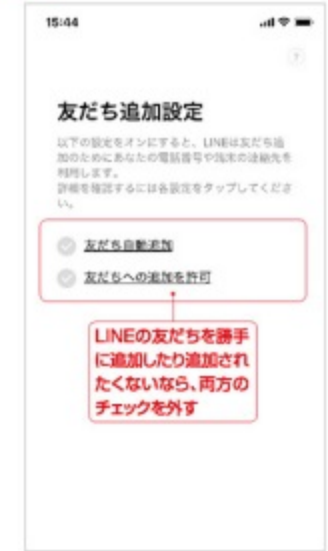 15:44
?
友だち追加設定
以下の設定をオンにすると、LINEは友だち追
加のためにあなたの電話番号や端末の連絡先を
利用します。
詳細を確認するには各設定をタップしてくださ
い。
友だち自動追加
友だちへの追加を許可
LINEの友だちを勝手
に追加したり追加され
たくないなら、両方の
チェックを外す